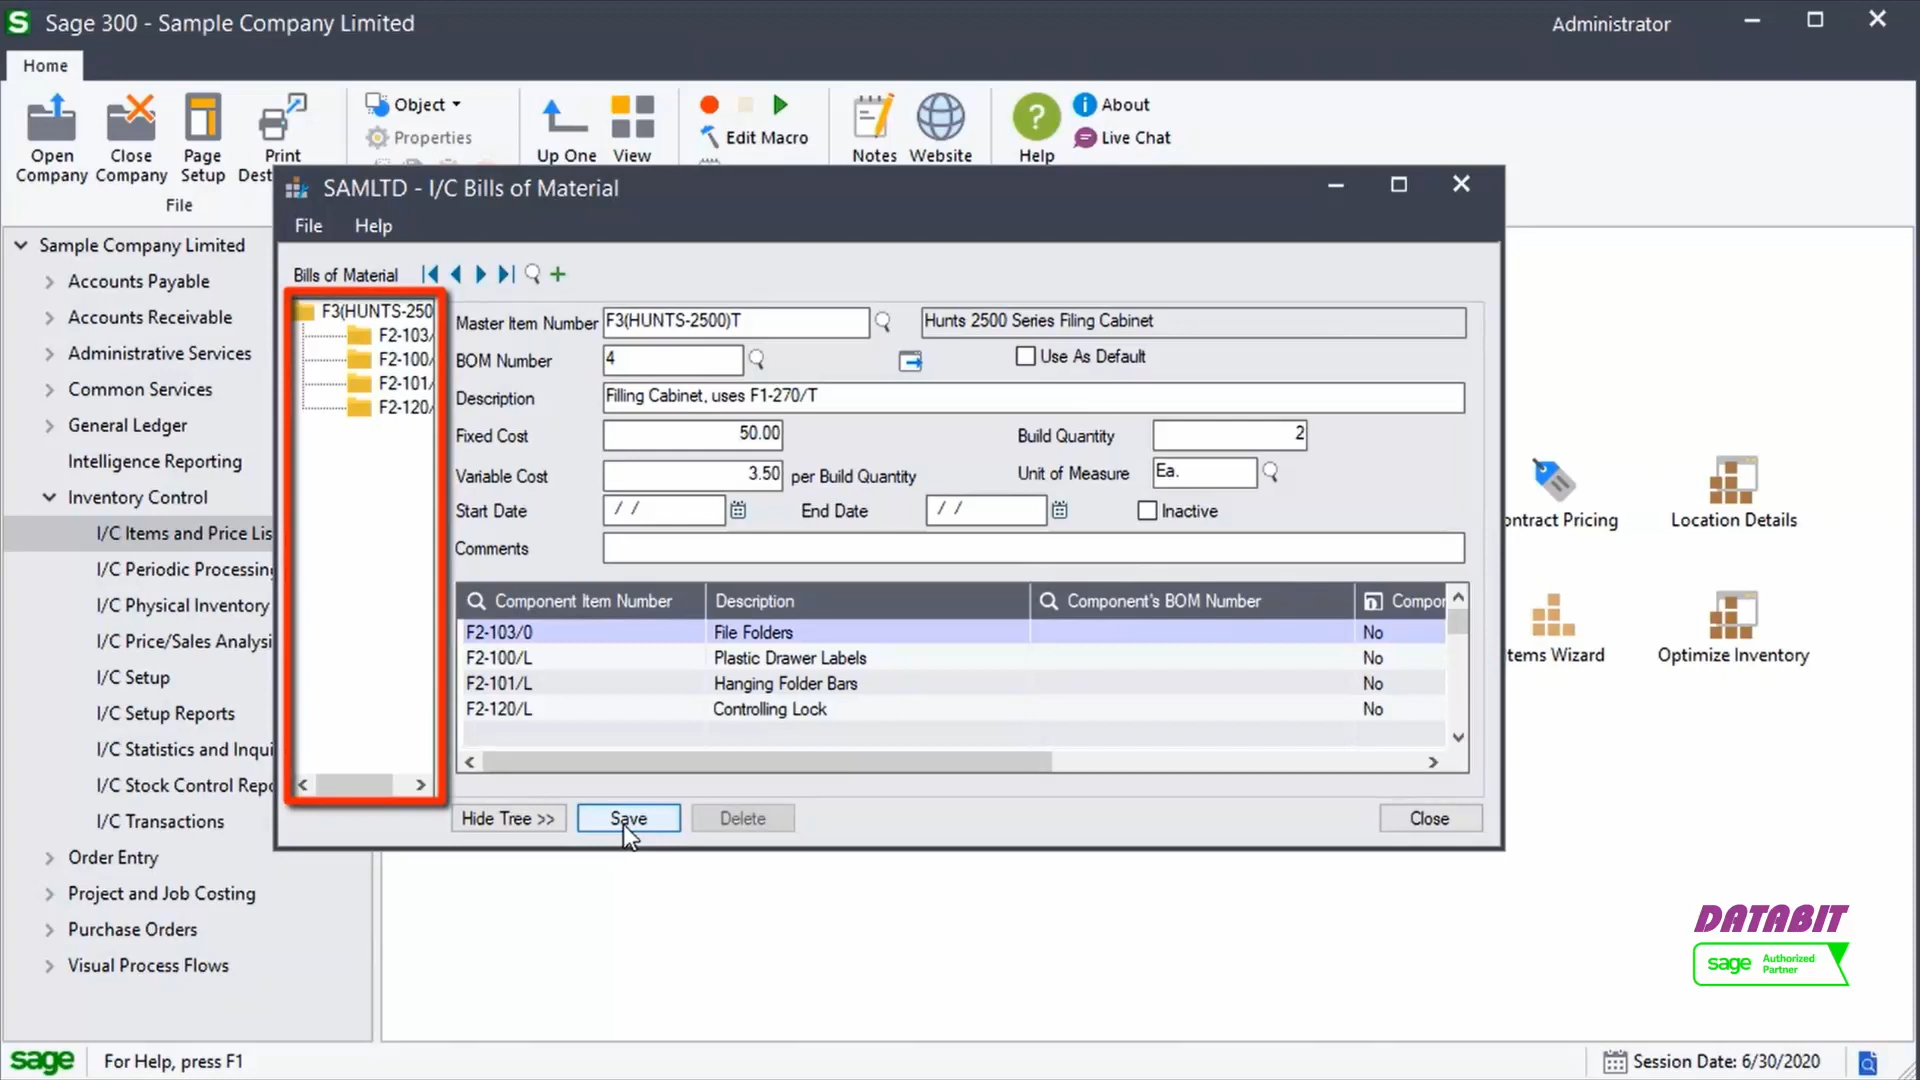 Sage 300 - Sample Company Limited
Administrator
Home
Open Company
Close Company
Page Setup
Print Dest
File
Object
Properties
Up One
View
Edit Macro
Notes
Website
Help
About
Live Chat
Sample Company Limited
Accounts Payable
Accounts Receivable
Administrative Services
Common Services
General Ledger
Intelligence Reporting
Inventory Control
I/C Items and Price Lis
I/C Periodic Processing
I/C Physical Inventory
I/C Price/Sales Analysi
I/C Setup
I/C Setup Reports
I/C Statistics and Inqui
I/C Stock Control Repo
I/C Transactions
Order Entry
Project and Job Costing
Purchase Orders
Visual Process Flows
SAMLTD - I/C Bills of Material
File Help
Bills of Material
F3(HUNTS-250
F2-103/
F2-100/
F2-101/
F2-120/
Master Item Number F3(HUNTS-2500)T Hunts 2500 Series Filing Cabinet
BOM Number 4 Use As Default
Description Filling Cabinet, uses F1-270/T
Fixed Cost 50.00 Build Quantity 2
Variable Cost 3.50 per Build Quantity Unit of Measure Ea.
Start Date / / End Date / / Inactive
Comments
Component Item Number Description Component's BOM Number Compor
F2-103/0 File Folders No
F2-100/L Plastic Drawer Labels No
F2-101/L Hanging Folder Bars No
F2-120/L Controlling Lock No
Hide Tree >> Save Delete Close
ontract Pricing
Location Details
tems Wizard
Optimize Inventory
DATABIT
sage Authorized Partner
sage For Help, press F1
Session Date: 6/30/2020